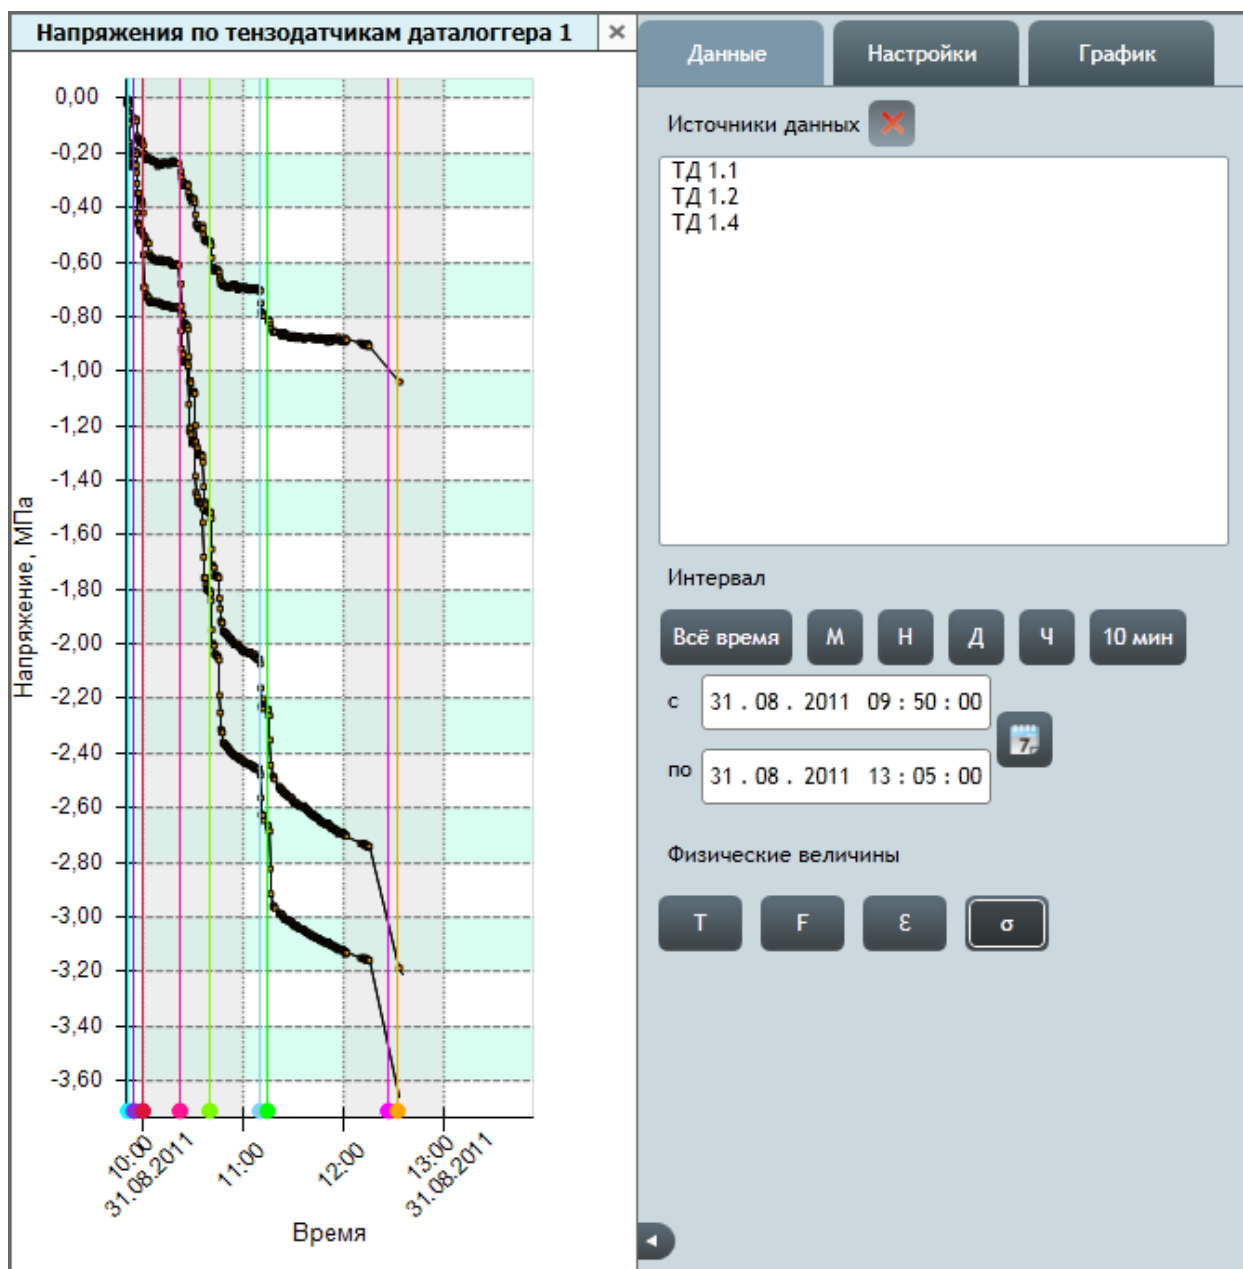 Напряжения по тензодатчикам даталоггера 1
Напряжение, МПа
0,00
-0,20
-0,40
-0,60
-0,80
-1,00
-1,20
-1,40
-1,60
-1,80
-2,00
-2,20
-2,40
-2,60
-2,80
-3,00
-3,20
-3,40
-3,60
10:00
31.08.2011
11:00
12:00
13:00
31.08.2011
Время
Данные Настройки График
Источники данных
ТД 1.1
ТД 1.2
ТД 1.4
Интервал
Всё время М Н Д Ч 10 мин
с 31 . 08 . 2011 09 : 50 : 00
7
по 31 . 08 . 2011 13 : 05 : 00
Физические величины
T F ε σ